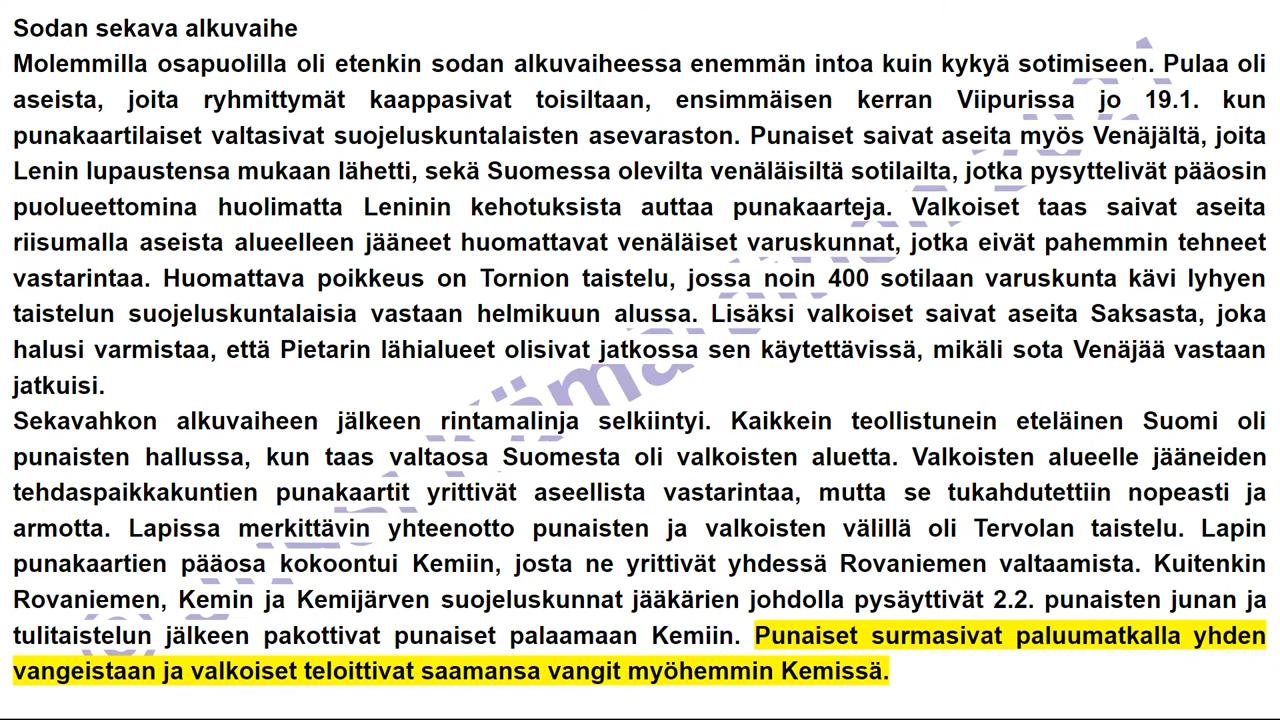 Sodan sekava alkuvaihe
Molemmilla osapuolilla oli etenkin sodan alkuvaiheessa enemmän intoa kuin kykyä sotimiseen. Pulaa oli
aseista, joita ryhmittymät kaappasivat toisiltaan, ensimmäisen kerran Viipurissa jo 19.1. kun
punakaartilaiset valtasivat suojeluskuntalaisten asevaraston. Punaiset saivat aseita myös Venäjältä, joita
Lenin lupaustensa mukaan lähetti, sekä Suomessa olevilta venäläisiltä sotilailta, jotka pysyttelivät pääosin
puolueettomina huolimatta Leninin kehotuksista auttaa punakaarteja. Valkoiset taas saivat aseita
riisumalla aseista alueelleen jääneet huomattavat venäläiset varuskunnat, jotka eivät pahemmin tehneet
vastarintaa. Huomattava poikkeus on Tornion taistelu, jossa noin 400 sotilaan varuskunta kävi lyhyen
taistelun suojeluskuntalaisia vastaan helmikuun alussa. Lisäksi valkoiset saivat aseita Saksasta, joka
halusi varmistaa, että Pietarin lähialueet olisivat jatkossa sen käytettävissä, mikäli sota Venäjää vastaan
jatkuisi.
Sekavahkon alkuvaiheen jälkeen rintamalinja selkiintyi. Kaikkein teollistunein eteläinen Suomi oli
punaisten hallussa, kun taas valtaosa Suomesta oli valkoisten aluetta. Valkoisten alueelle jääneiden
tehdaspaikkakuntien punakaartit yrittivät aseellista vastarintaa, mutta se tukahdutettiin nopeasti ja
armotta. Lapissa merkittävin yhteenotto punaisten ja valkoisten välillä oli Tervolan taistelu. Lapin
punakaartien pääosa kokoontui Kemiin, josta ne yrittivät yhdessä Rovaniemen valtaamista. Kuitenkin
Rovaniemen, Kemin ja Kemijärven suojeluskunnat jääkärien johdolla pysäyttivät 2.2. punaisten junan ja
tulitaistelun jälkeen pakottivat punaiset palaamaan Kemiin. Punaiset surmasivat paluumatkalla yhden
vangeistaan ja valkoiset teloittivat saamansa vangit myöhemmin Kemissä.